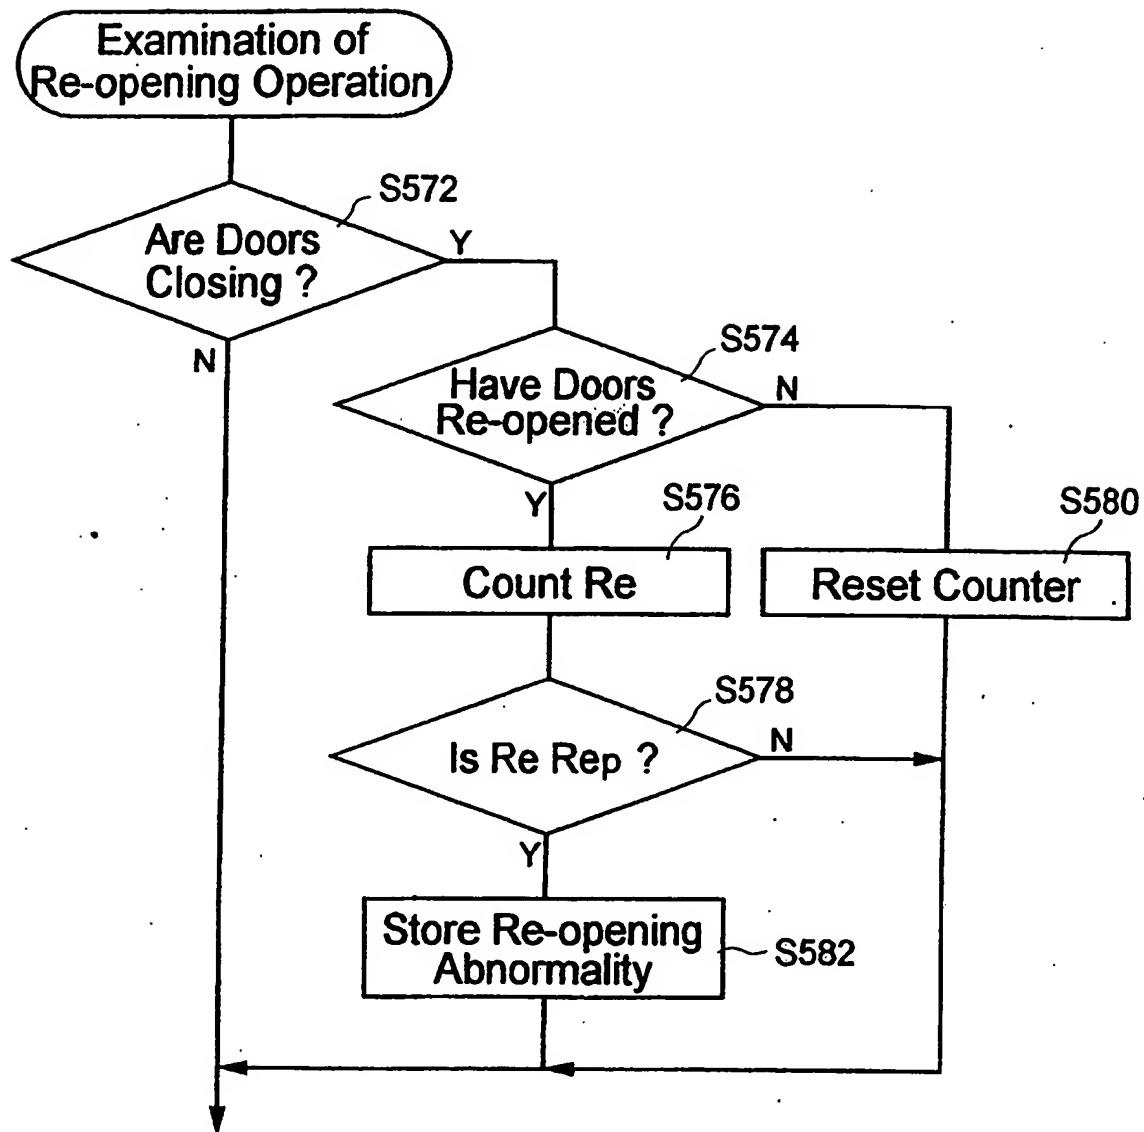 Examination of
Re-opening Operation
S572
Are Doors
Closing ?
Y
N
S574
Have Doors
Re-opened ?
N
Y
S576
Count Re
S580
Reset Counter
S578
Is Re Rep ?
N
Y
Store Re-opening
Abnormality
S582